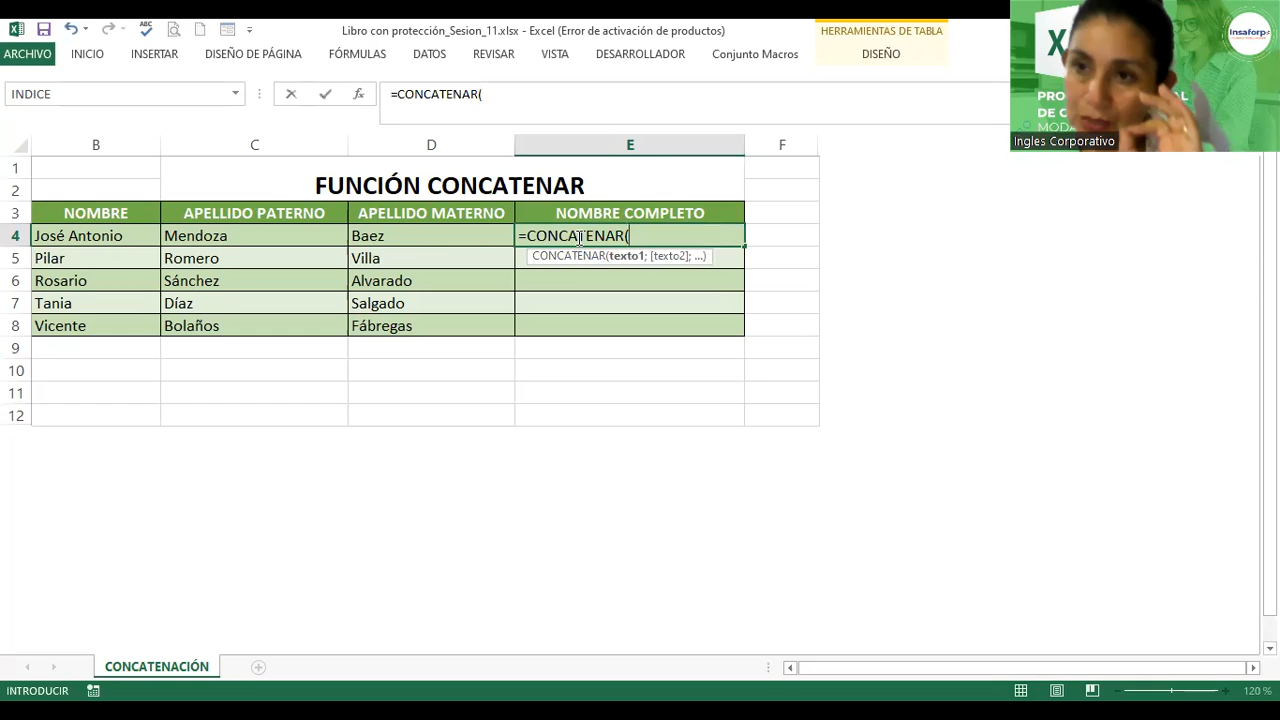 Libro con protección_Sesion_11.xlsx - Excel (Error de activación de productos)
HERRAMIENTAS DE TABLA
ARCHIVO INICIO INSERTAR DISEÑO DE PÁGINA FÓRMULAS DATOS REVISAR VISTA DESARROLLADOR Conjunto Macros DISEÑO
INDICE
=CONCATENAR(
B C D E F
1
FUNCIÓN CONCATENAR
2
3 NOMBRE APELLIDO PATERNO APELLIDO MATERNO NOMBRE COMPLETO
4 José Antonio Mendoza Baez =CONCATENAR(
CONCATENAR(texto1; [texto2]; ...)
5 Pilar Romero Villa
6 Rosario Sánchez Alvarado
7 Tania Díaz Salgado
8 Vicente Bolaños Fábregas
9
10
11
12
CONCATENACIÓN
INTRODUCIR
120 %
Insaforp
PRO
AL
DE C
MODA
Ingles Corporativo